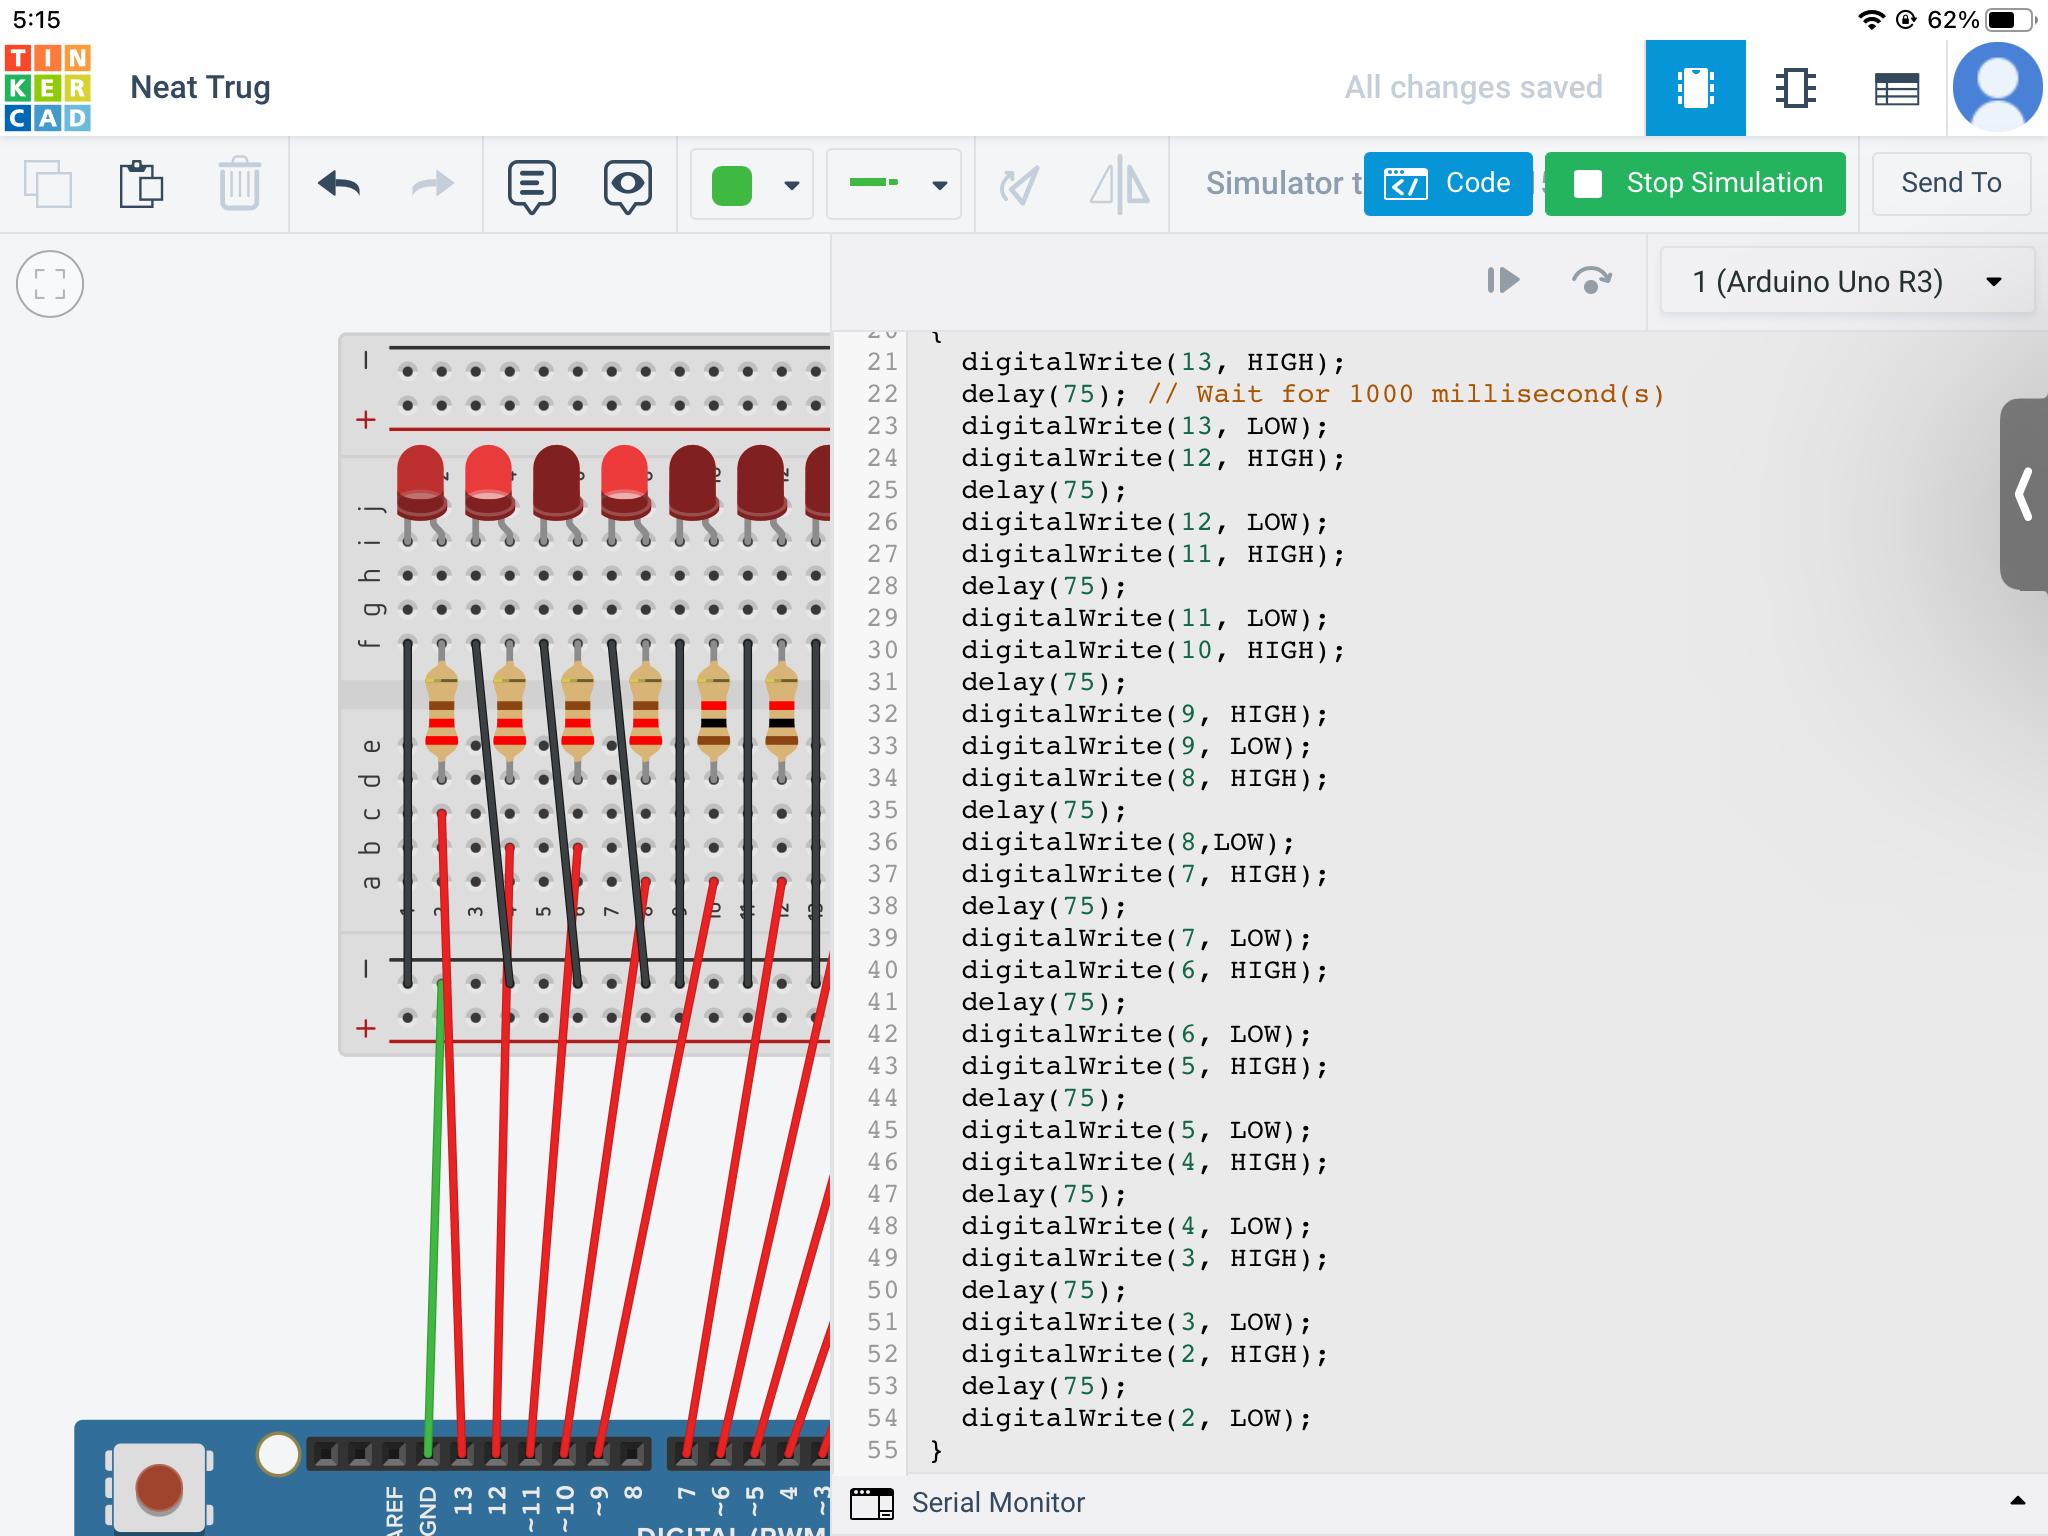 5:15
62%
TIN
KER
CAD
Neat Trug
All changes saved
Simulator t
Code
Stop Simulation
Send To
1 (Arduino Uno R3)
20 {
21 digitalWrite(13, HIGH);
22 delay(75); // Wait for 1000 millisecond(s)
23 digitalWrite(13, LOW);
24 digitalWrite(12, HIGH);
25 delay(75);
26 digitalWrite(12, LOW);
27 digitalWrite(11, HIGH);
28 delay(75);
29 digitalWrite(11, LOW);
30 digitalWrite(10, HIGH);
31 delay(75);
32 digitalWrite(9, HIGH);
33 digitalWrite(9, LOW);
34 digitalWrite(8, HIGH);
35 delay(75);
36 digitalWrite(8,LOW);
37 digitalWrite(7, HIGH);
38 delay(75);
39 digitalWrite(7, LOW);
40 digitalWrite(6, HIGH);
41 delay(75);
42 digitalWrite(6, LOW);
43 digitalWrite(5, HIGH);
44 delay(75);
45 digitalWrite(5, LOW);
46 digitalWrite(4, HIGH);
47 delay(75);
48 digitalWrite(4, LOW);
49 digitalWrite(3, HIGH);
50 delay(75);
51 digitalWrite(3, LOW);
52 digitalWrite(2, HIGH);
53 delay(75);
54 digitalWrite(2, LOW);
55 }
Serial Monitor
−
+
j
i
h
g
f
e
d
c
b
a
1 2 3 4 5 6 7 8 9 10 11 12 13
−
+
AREF GND 13 12 ~11 ~10 ~9 8 7 ~6 ~5 4 ~3
DIGITAL (PWM